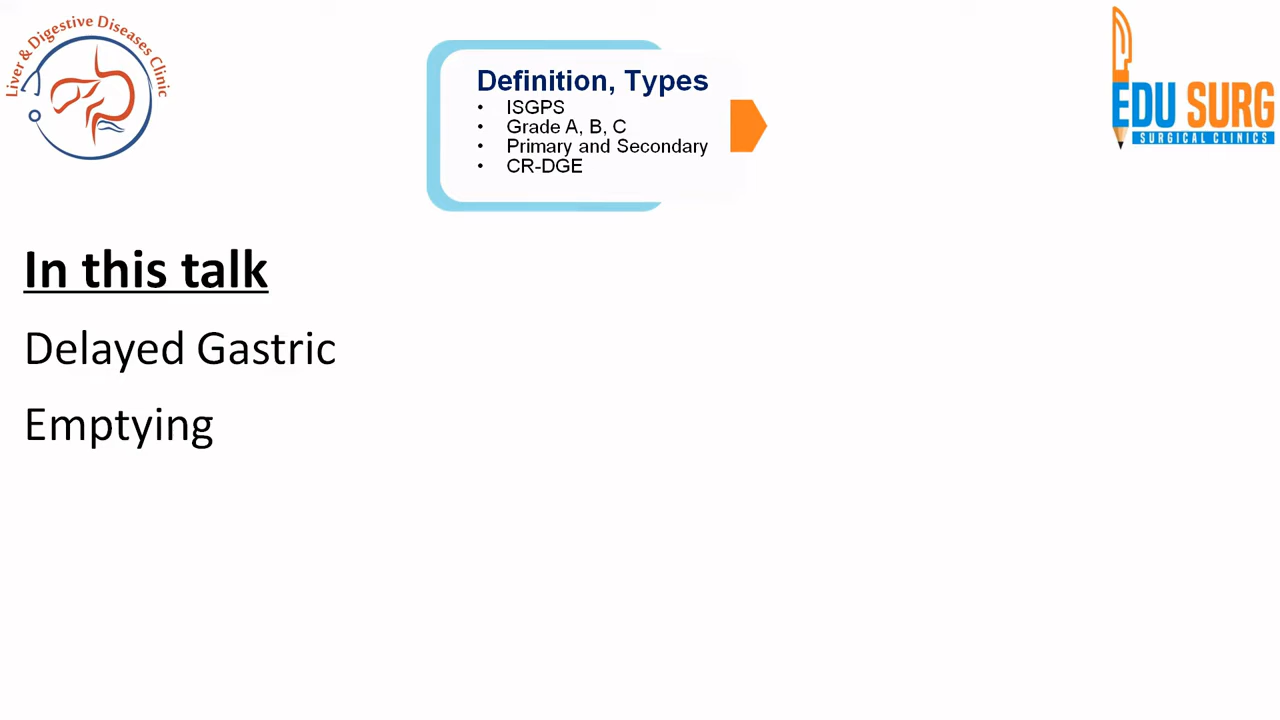 Liver & Digestive Diseases Clinic
Definition, Types
• ISGPS
• Grade A, B, C
• Primary and Secondary
• CR-DGE
EDU SURG
SURGICAL CLINICS
In this talk
Delayed Gastric
Emptying